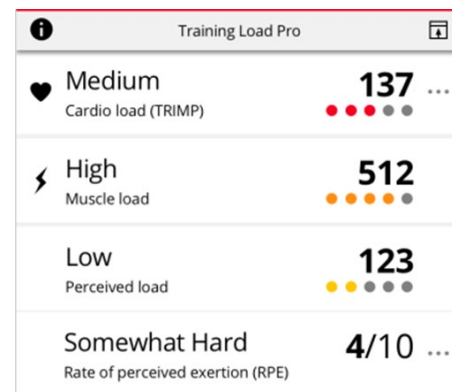 Training Load Pro
Medium
137
Cardio load (TRIMP)
High
512
Muscle load
Low
123
Perceived load
Somewhat Hard
4/10
Rate of perceived exertion (RPE)